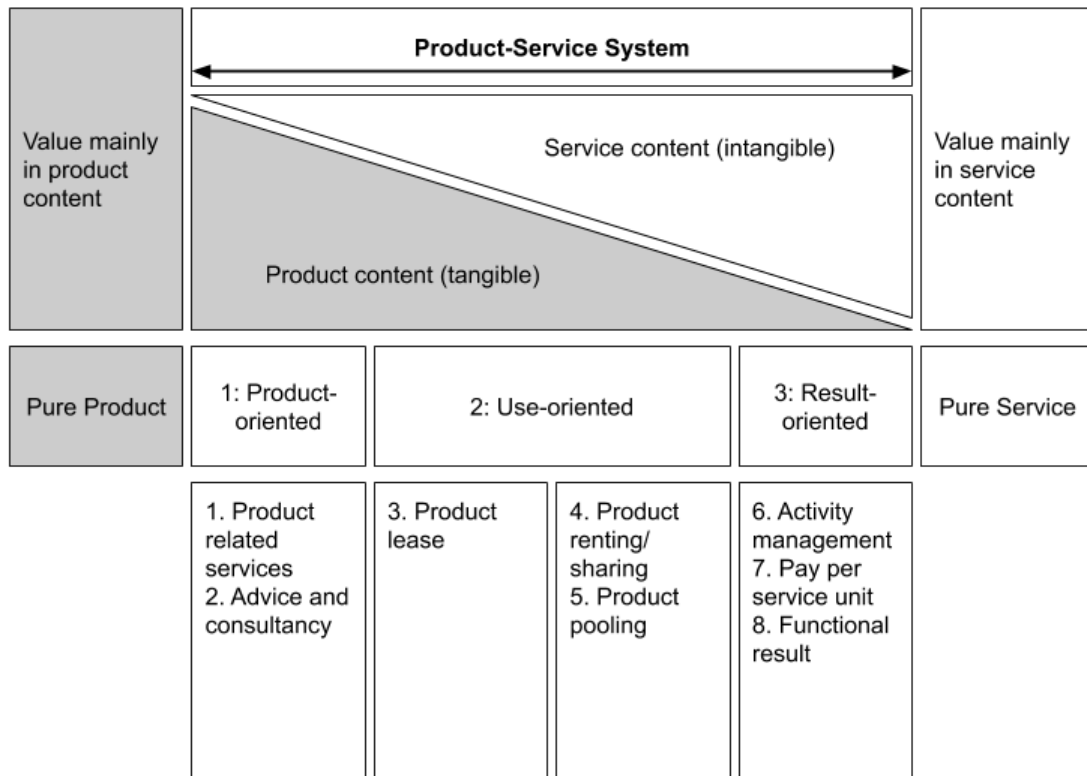 Product-Service System
Value mainly
in product
content
Service content (intangible)
Product content (tangible)
Value mainly
in service
content
Pure Product
1: Product-
oriented
2: Use-oriented
3: Result-
oriented
Pure Service
1. Product
related
services
2. Advice and
consultancy
3. Product
lease
4. Product
renting/
sharing
5. Product
pooling
6. Activity
management
7. Pay per
service unit
8. Functional
result